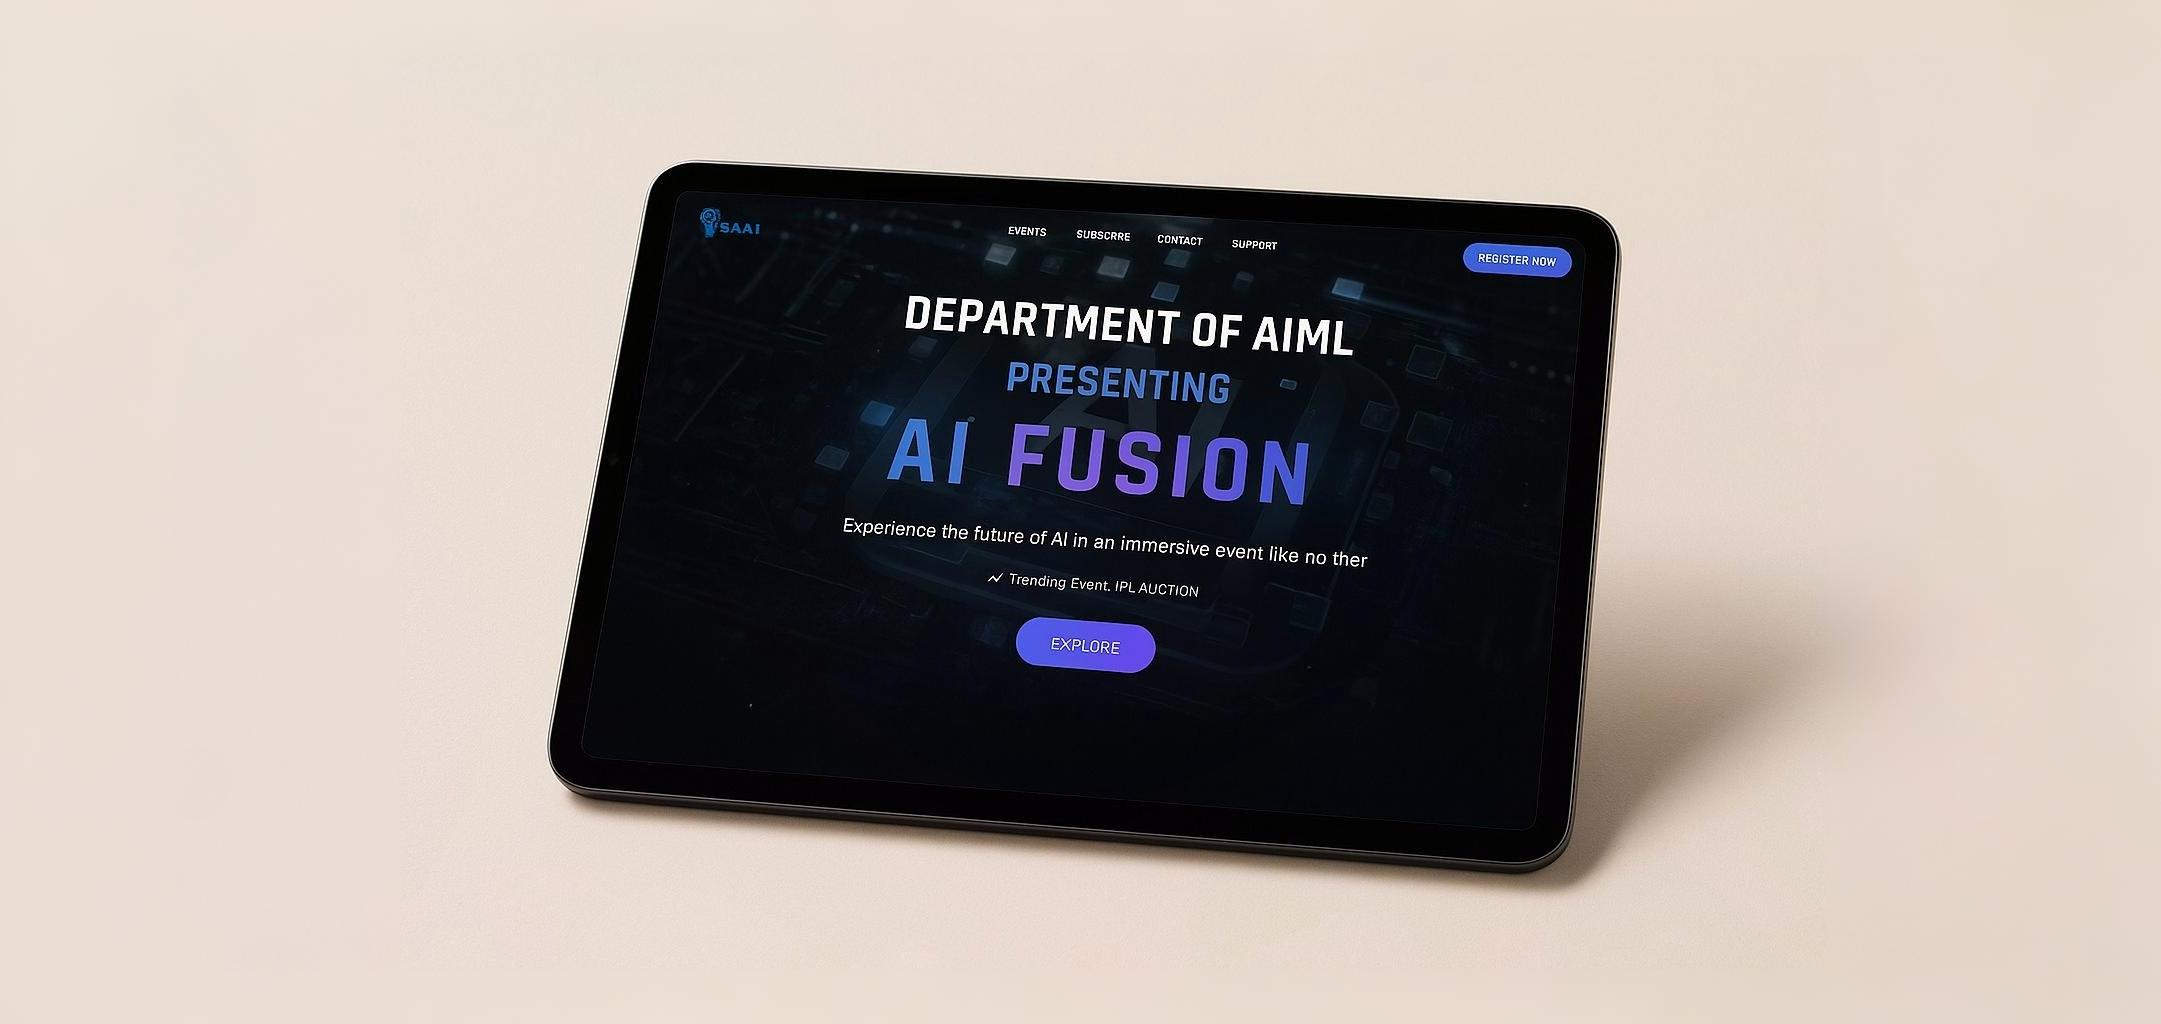 SAAI
EVENTS SUBSCRRE CONTACT SUPPORT
REGISTER NOW
DEPARTMENT OF AIML
PRESENTING
AI FUSION
Experience the future of AI in an immersive event like no ther
Trending Event. IPL AUCTION
EXPLORE